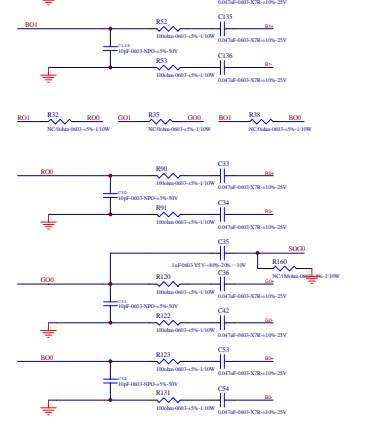 0.047uF-0603-X7R-±10%-25V
BO1
R52
100ohm-0603-±5%-1/10W
C135
0.047uF-0603-X7R-±10%-25V
B1+
10pF-0603-NPO-±5%-50V
R53
100ohm-0603-±5%-1/10W
C136
0.047uF-0603-X7R-±10%-25V
B1-
RO1 R32 RO0 GO1 R35 GO0 BO1 R38 BO0
NC/0ohm-0603-±5%-1/10W NC/0ohm-0603-±5%-1/10W NC/0ohm-0603-±5%-1/10W
RO0
R90
100ohm-0603-±5%-1/10W
C33
0.047uF-0603-X7R-±10%-25V
R0+
10pF-0603-NPO-±5%-50V
R91
100ohm-0603-±5%-1/10W
C34
0.047uF-0603-X7R-±10%-25V
R0-
C35
1uF-0603-Y5V-+80%-20%-10V
SOG0
R160
NC/1Mohm-0603-±5%-1/10W
GO0
R120
100ohm-0603-±5%-1/10W
C36
0.047uF-0603-X7R-±10%-25V
G0+
10pF-0603-NPO-±5%-50V
R122
100ohm-0603-±5%-1/10W
C42
0.047uF-0603-X7R-±10%-25V
G0-
BO0
R123
100ohm-0603-±5%-1/10W
C53
0.047uF-0603-X7R-±10%-25V
B0+
10pF-0603-NPO-±5%-50V
R131
100ohm-0603-±5%-1/10W
C54
0.047uF-0603-X7R-±10%-25V
B0-